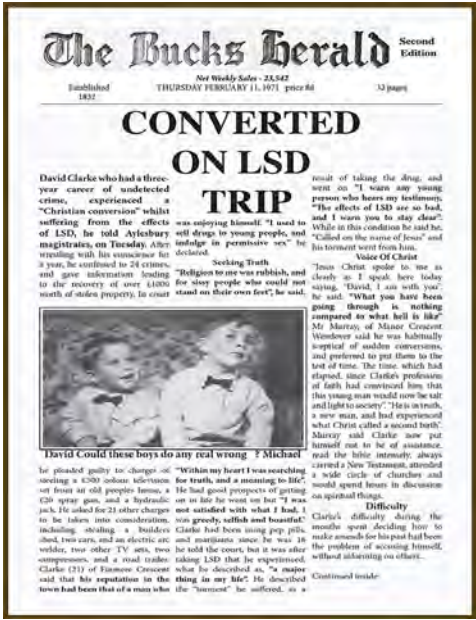 The Bucks Herald
Second
Edition
Net Weekly Sales - 23,542
Established
1832
THURSDAY FEBRUARY 11, 1971 price 8d
32 pages
CONVERTED
ON LSD
TRIP
David Clarke who had a three-
year career of undetected
crime, experienced a
"Christian conversion" whilst
suffering from the effects
of LSD, he told Aylesbury
magistrates, on Tuesday. After
wrestling with his conscience for
a year, he confessed to 24 crimes,
and gave information leading
to the recovery of over £1000
worth of stolen property. In court
was enjoying himself. "I used to
sell drugs to young people, and
indulge in permissive sex" he
declared.
Seeking Truth
"Religion to me was rubbish, and
for sissy people who could not
stand on their own feet", he said.
David Could these boys do any real wrong ? Michael
he pleaded guilty to charges of
stealing a £300 colour television
set from an old peoples home, a
£20 spray gun, and a hydraulic
jack. He asked for 21 other charges
to be taken into consideration,
including stealing a builders
shed, two cars, and an electric arc
welder, two other TV sets, two
compressors, and a road trailer.
Clarke (21) of Finmere Crescent
said that his reputation in the
town had been that of a man who
"Within my heart I was searching
for truth, and a meaning to life".
He had good prospects of getting
on in life he went on but "I was
not satisfied with what I had, I
was greedy, selfish and boastful."
Clarke had been using pep pills,
and marijuana since he was 16
he told the court, but it was after
taking LSD that he experienced,
what he described as, "a major
thing in my life". He described
the "torment" he suffered, as a
result of taking the drug, and
went on "I warn any young
person who hears my testimony,
"The effects of LSD are so bad,
and I warn you to stay clear".
While in this condition he said he,
"Called on the name of Jesus" and
his torment went from him.
Voice Of Christ
"Jesus Christ spoke to me as
clearly as I speak here today
saying, "David, I am with you".
he said. "What you have been
going through is nothing
compared to what hell is like"
Mr Murray, of Manor Crescent
Wendover said he was habitually
sceptical of sudden conversions,
and preferred to put them to the
test of time. The time, which had
elapsed, since Clarke's profession
of faith had convinced him that
this young man would now be salt
and light to society". "He is in truth,
a new man, and had experienced
what Christ called a second birth".
Murray said Clarke now put
himself out to be of assistance,
read the bible intensely, always
carried a New Testament, attended
a wide circle of churches and
would spend hours in discussion
on spiritual things.
Difficulty
Clarke's difficulty during the
months spent deciding how to
make amends for his past had been
the problem of accusing himself,
without informing on others..
Continued inside